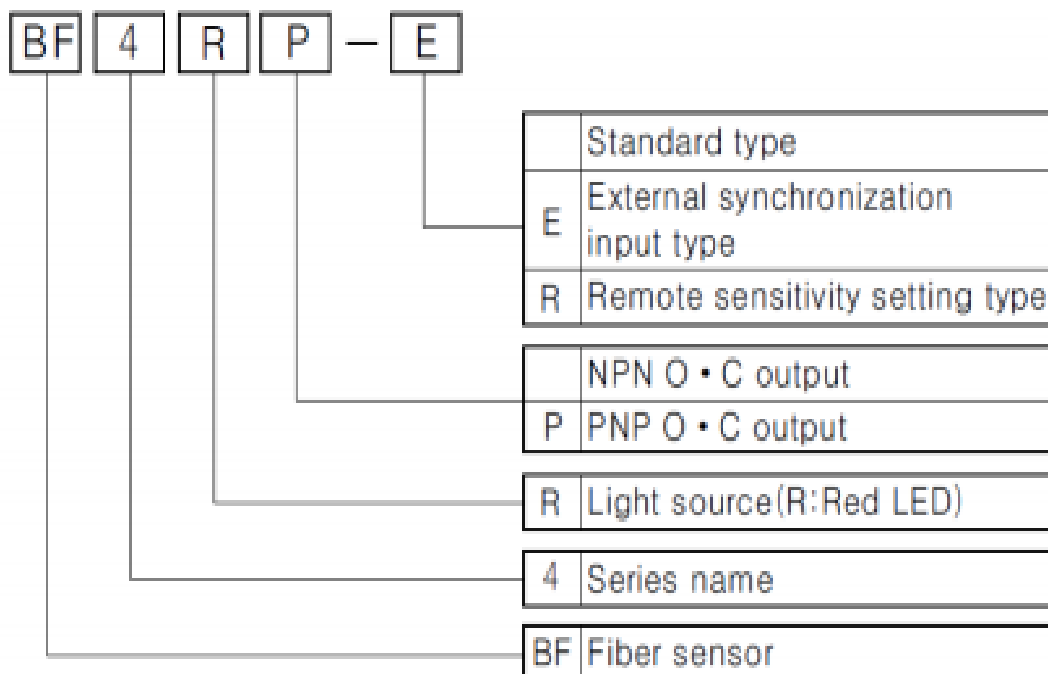 BF 4 R P – E
Standard type
E External synchronization
input type
R Remote sensitivity setting type
NPN O • C output
P PNP O • C output
R Light source(R:Red LED)
4 Series name
BF Fiber sensor